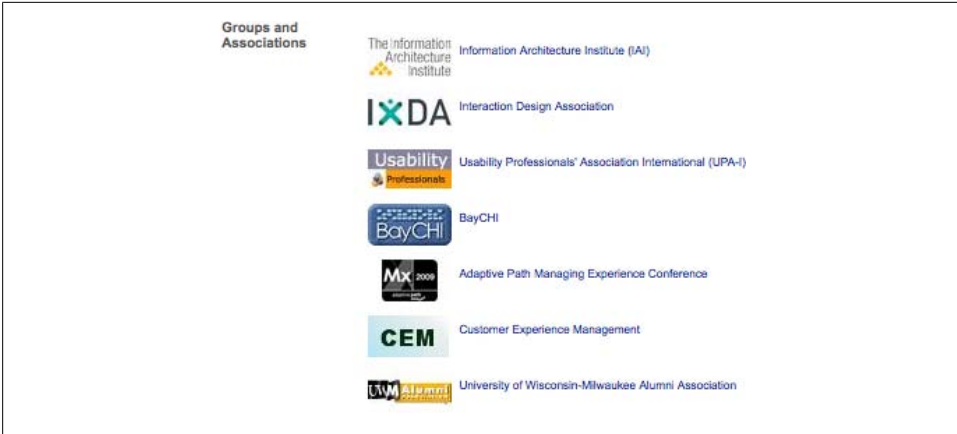 Groups and
Associations
The Information
Architecture
Institute
Information Architecture Institute (IAI)
IXDA
Interaction Design Association
Usability
Professionals
Usability Professionals' Association International (UPA-I)
BayCHI
BayCHI
Mx 2009
adaptive path
Adaptive Path Managing Experience Conference
CEM
Customer Experience Management
UWM Alumni
University of Wisconsin-Milwaukee Alumni Association